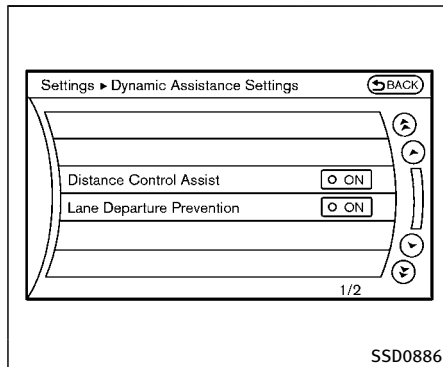 Settings ▸ Dynamic Assistance Settings BACK
Distance Control Assist ON
Lane Departure Prevention ON
1/2
SSD0886